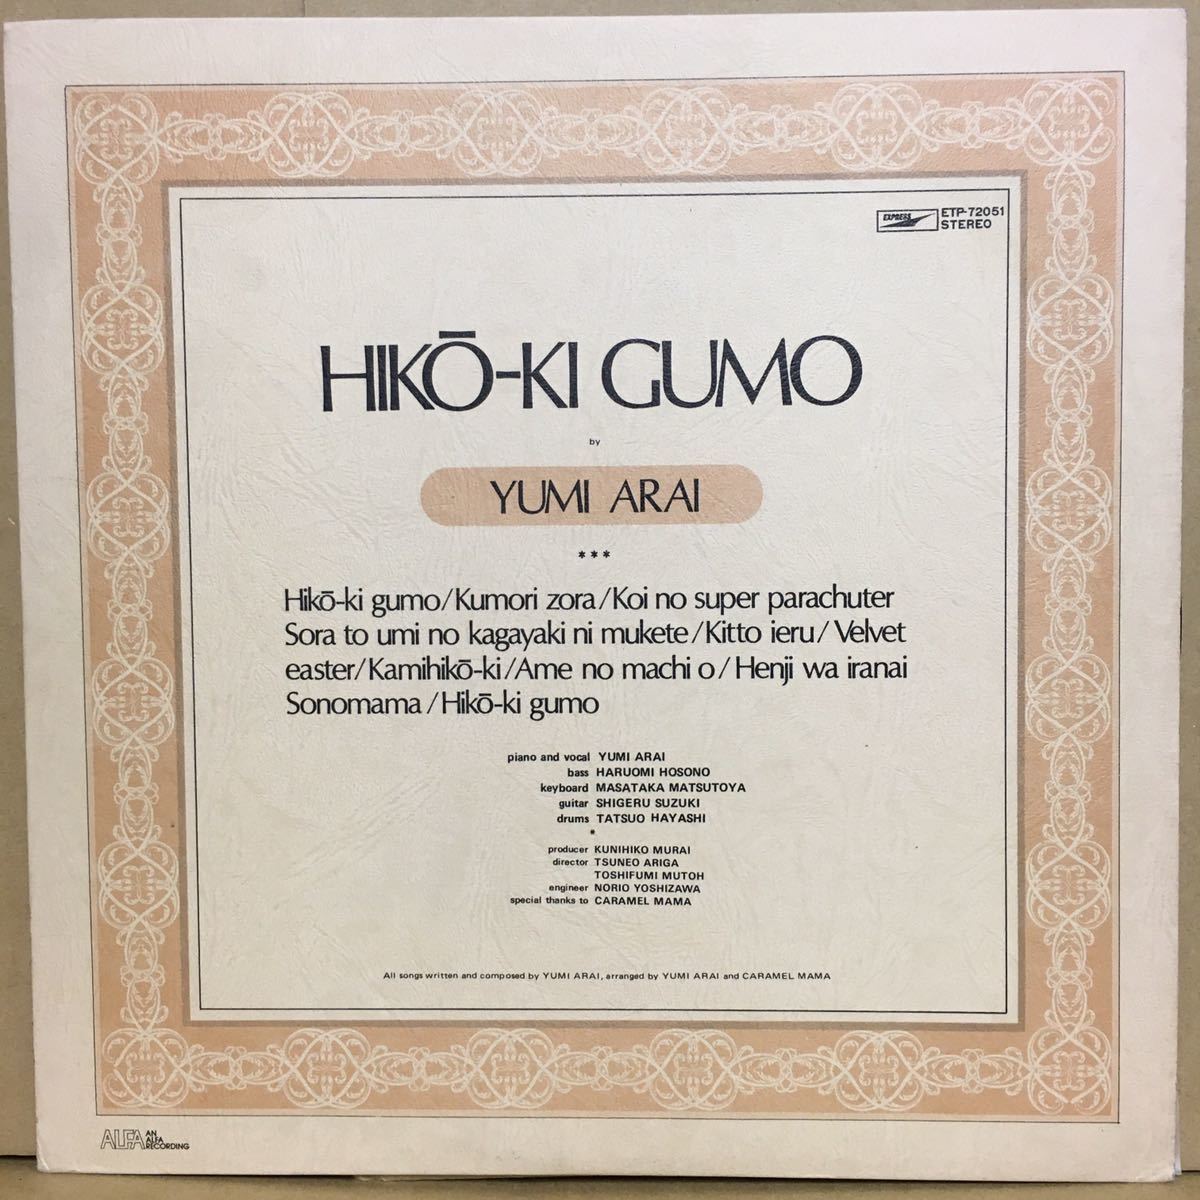 EXPRESS
ETP-72051
STEREO
HIKŌ-KI GUMO
by
YUMI ARAI
***
Hikō-ki gumo/Kumori zora/Koi no super parachuter
Sora to umi no kagayaki ni mukete/Kitto ieru/Velvet
easter/Kamihikō-ki/Ame no machi o/Henji wa iranai
Sonomama/Hikō-ki gumo
piano and vocal YUMI ARAI
bass HARUOMI HOSONO
keyboard MASATAKA MATSUTOYA
guitar SHIGERU SUZUKI
drums TATSUO HAYASHI
*
producer KUNIHIKO MURAI
director TSUNEO ARIGA
TOSHIFUMI MUTOH
engineer NORIO YOSHIZAWA
special thanks to CARAMEL MAMA
All songs written and composed by YUMI ARAI, arranged by YUMI ARAI and CARAMEL MAMA
ALFA
AN
ALFA
RECORDING